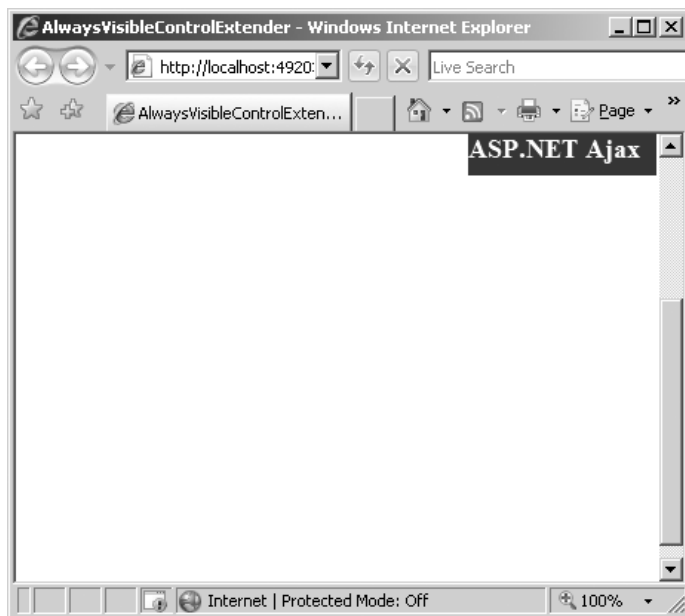 AlwaysVisibleControlExtender - Windows Internet Explorer
http://localhost:4920
Live Search
AlwaysVisibleControlExten...
Page
»
ASP.NET Ajax
Internet | Protected Mode: Off
100%